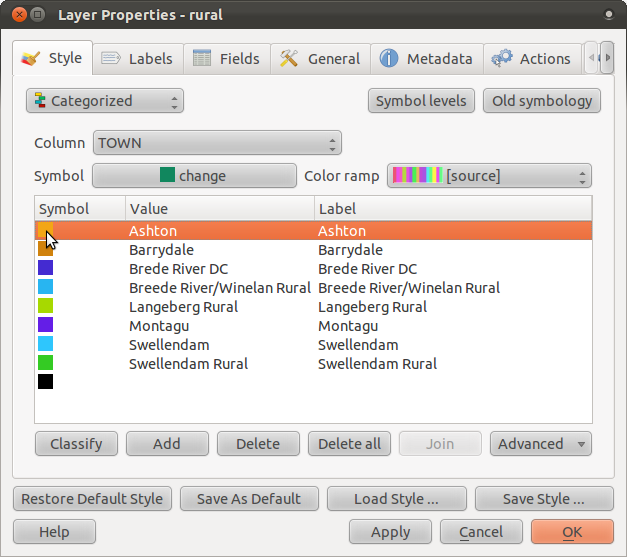 Layer Properties - rural
Style Labels Fields General Metadata Actions
Categorized Symbol levels Old symbology
Column TOWN
Symbol change Color ramp [source]
Symbol Value Label
Ashton Ashton
Barrydale Barrydale
Brede River DC Brede River DC
Breede River/Winelan Rural Breede River/Winelan Rural
Langeberg Rural Langeberg Rural
Montagu Montagu
Swellendam Swellendam
Swellendam Rural Swellendam Rural
Classify Add Delete Delete all Join Advanced
Restore Default Style Save As Default Load Style ... Save Style ...
Help Apply Cancel OK